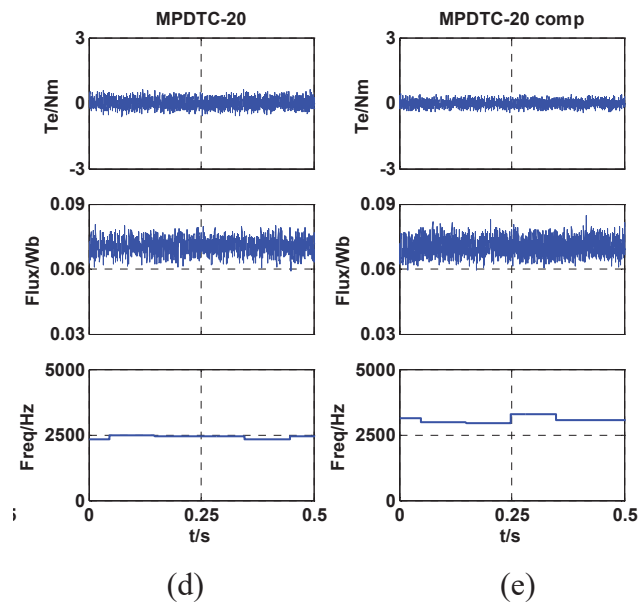 MPDTC-20
3
0
-3
Te/Nm
0.09
0.06
0.03
Flux/Wb
5000
2500
0
Freq/Hz
0
0.25
0.5
t/s
(d)
MPDTC-20 comp
3
0
-3
Te/Nm
0.09
0.06
0.03
Flux/Wb
5000
2500
0
Freq/Hz
0
0.25
0.5
t/s
(e)